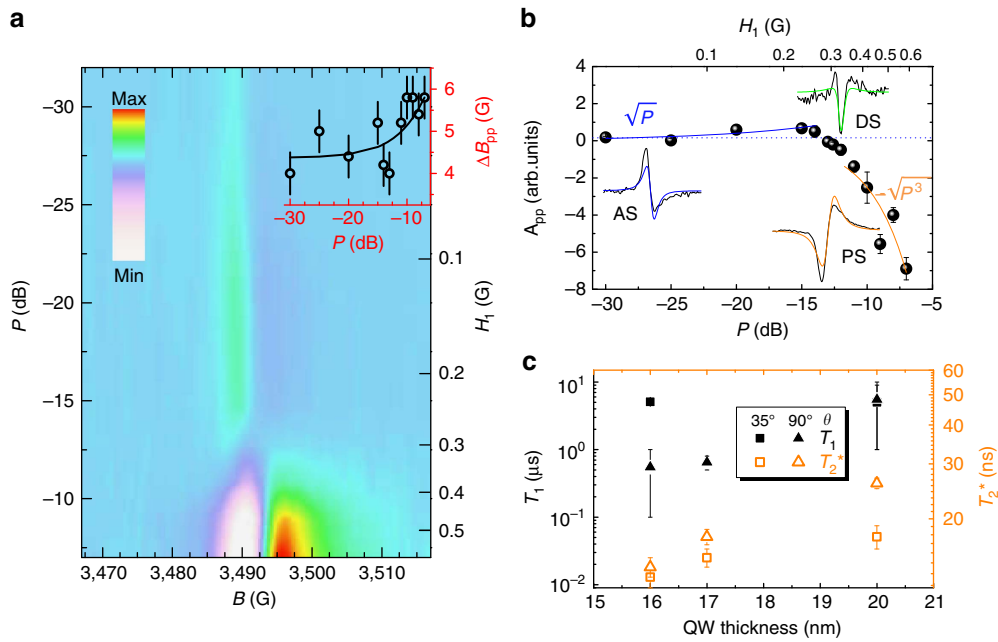 a
Max
Min
−30
−25
−20
−15
−10
P (dB)
3,470
3,480
3,490
3,500
3,510
B (G)
0.1
0.2
0.3
0.4
0.5
H1 (G)
6
5
4
ΔBpp (G)
−30
−20
−10
P (dB)
b
H1 (G)
0.1
0.2
0.3 0.4 0.5 0.6
4
2
0
−2
−4
−6
−8
App (arb.units)
√P
DS
AS
−√P3
PS
−30
−25
−20
−15
−10
−5
P (dB)
c
10^1
10^0
10^−1
10^−2
T1 (μs)
35° 90° θ
T1
T2*
60
50
40
30
20
T2* (ns)
15
16
17
18
19
20
21
QW thickness (nm)